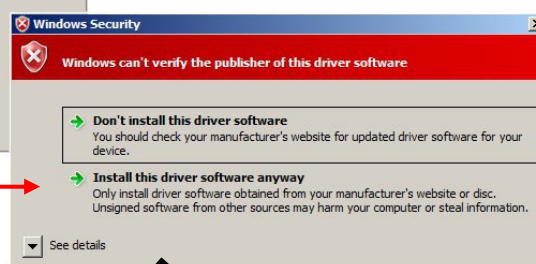 Windows Security
Windows can't verify the publisher of this driver software
Don't install this driver software
You should check your manufacturer's website for updated driver software for your
device.
Install this driver software anyway
Only install driver software obtained from your manufacturer's website or disc.
Unsigned software from other sources may harm your computer or steal information.
See details